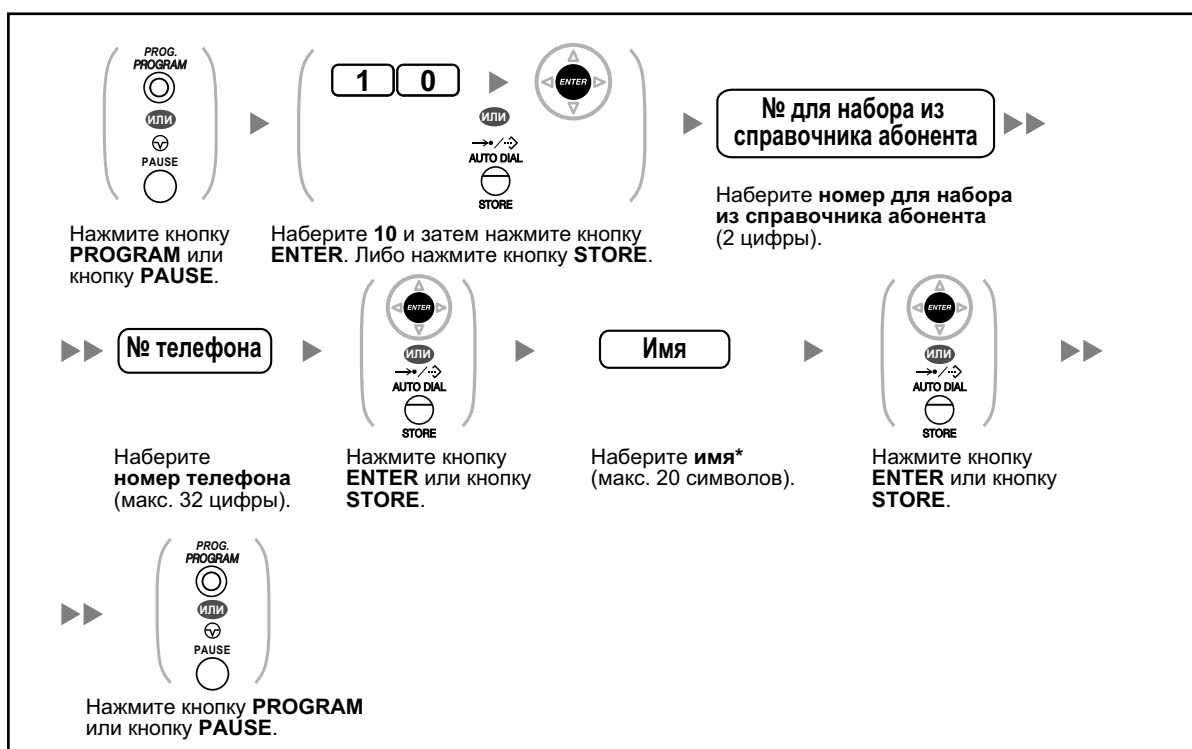 PROG.
PROGRAM
ИЛИ
PAUSE
Нажмите кнопку
PROGRAM или
кнопку PAUSE.
1 0
ENTER
ИЛИ
AUTO DIAL
STORE
Наберите 10 и затем нажмите кнопку
ENTER. Либо нажмите кнопку STORE.
№ для набора из
справочника абонента
Наберите номер для набора
из справочника абонента
(2 цифры).
№ телефона
Наберите
номер телефона
(макс. 32 цифры).
ENTER
ИЛИ
AUTO DIAL
STORE
Нажмите кнопку
ENTER или кнопку
STORE.
Имя
Наберите имя*
(макс. 20 символов).
ENTER
ИЛИ
AUTO DIAL
STORE
Нажмите кнопку
ENTER или кнопку
STORE.
PROG.
PROGRAM
ИЛИ
PAUSE
Нажмите кнопку PROGRAM
или кнопку PAUSE.